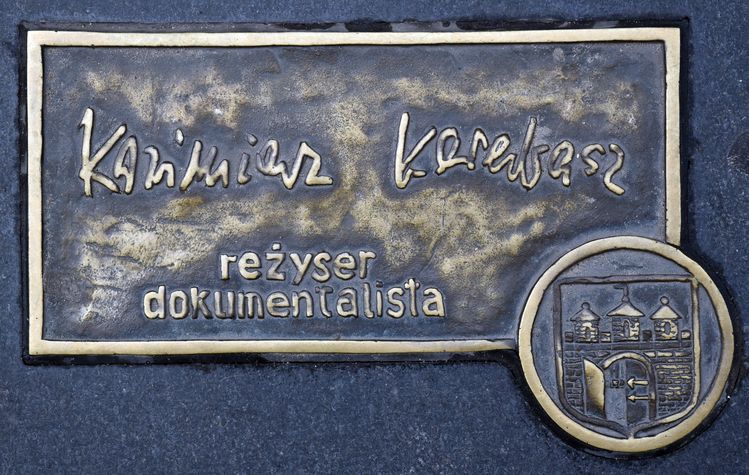 Kazimierz Karabasz
reżyser
dokumentalista